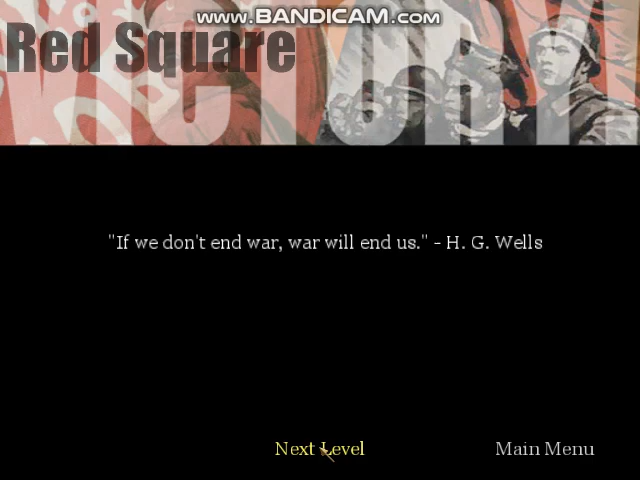 www.BANDICAM.com
VICTORY!
Red Square
"If we don't end war, war will end us." - H. G. Wells
Next Level
Main Menu